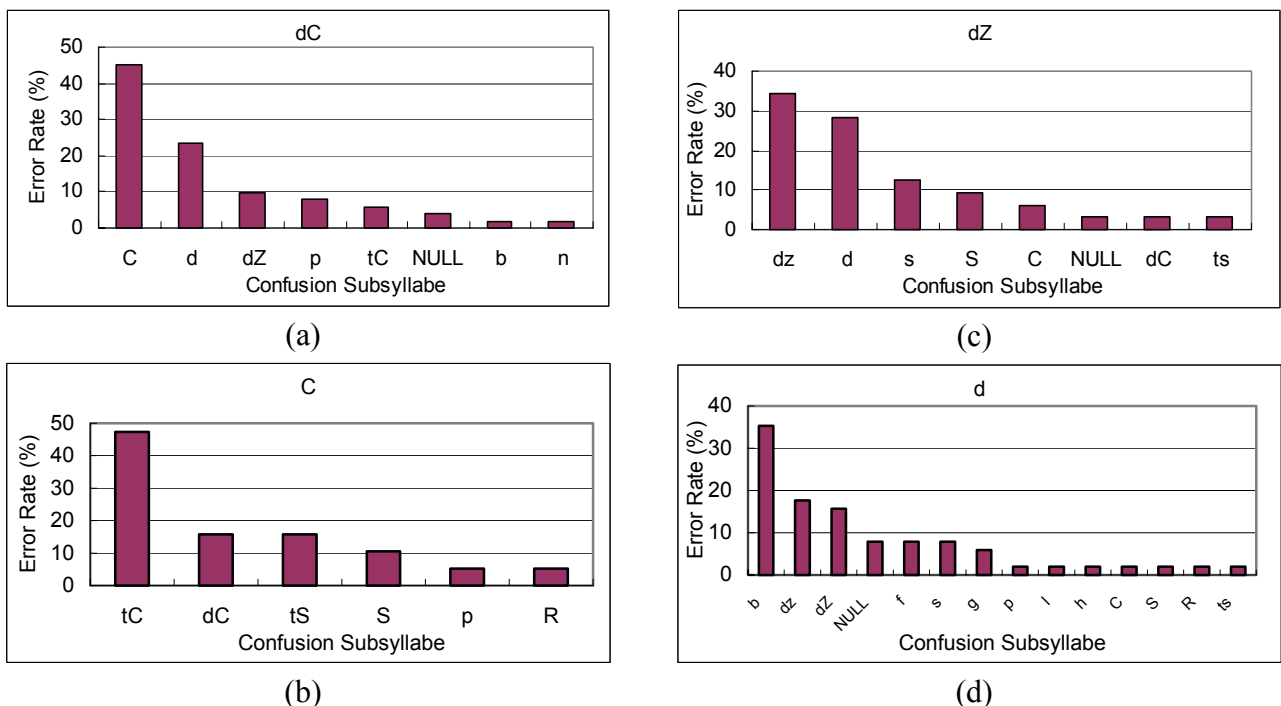 dC
50
40
30
20
10
0
Error Rate (%)
C d dZ p tC NULL b n
Confusion Subsyllabe
(a)
dZ
40
30
20
10
0
Error Rate (%)
dz d s S C NULL dC ts
Confusion Subsyllabe
(c)
C
50
40
30
20
10
0
Error Rate (%)
tC dC tS S p R
Confusion Subsyllabe
(b)
d
40
30
20
10
0
Error Rate (%)
b dz dZ NULL f s g p l h C S R ts
Confusion Subsyllabe
(d)